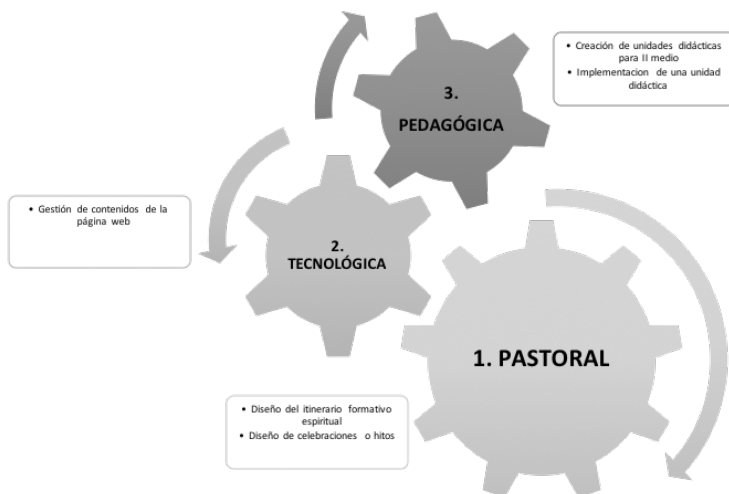 3.
PEDAGÓGICA
• Creación de unidades didácticas
para II medio
• Implementacion de una unidad
didáctica
• Gestión de contenidos de la
página web
2.
TECNOLÓGICA
1. PASTORAL
• Diseño del itinerario formativo
espiritual
• Diseño de celebraciones o hitos